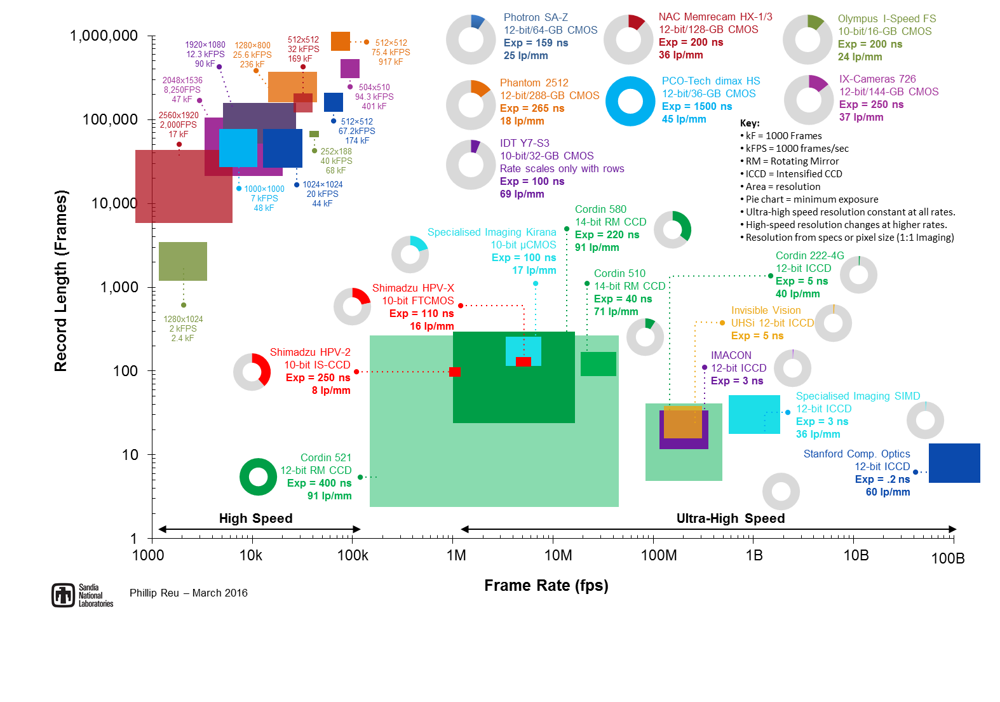 Photron SA-Z
12-bit/64-GB CMOS
Exp = 159 ns
25 lp/mm
NAC Memrecam HX-1/3
12-bit/128-GB CMOS
Exp = 200 ns
36 lp/mm
Olympus I-Speed FS
10-bit/16-GB CMOS
Exp = 200 ns
24 lp/mm
Phantom 2512
12-bit/288-GB CMOS
Exp = 265 ns
18 lp/mm
PCO-Tech dimax HS
12-bit/36-GB CMOS
Exp = 1500 ns
45 lp/mm
IX-Cameras 726
12-bit/144-GB CMOS
Exp = 250 ns
37 lp/mm
IDT Y7-S3
10-bit/32-GB CMOS
Rate scales only with rows
Exp = 100 ns
69 lp/mm
Key:
• kF = 1000 Frames
• kFPS = 1000 frames/sec
• RM = Rotating Mirror
• ICCD = Intensified CCD
• Area = resolution
• Pie chart = minimum exposure
• Ultra-high speed resolution constant at all rates.
• High-speed resolution changes at higher rates.
• Resolution from specs or pixel size (1:1 Imaging)
Record Length (Frames)
1,000,000
100,000
10,000
1,000
100
10
1
1920×1080
12.3 kFPS
90 kF
1280×800
25.6 kFPS
236 kF
512x512
32 kFPS
169 kF
512×512
75.4 kFPS
917 kF
2048x1536
8,250FPS
47 kF
504x510
94.3 kFPS
401 kF
2560x1920
2,000FPS
17 kF
512×512
67.2kFPS
174 kF
252x188
40 kFPS
68 kF
1000×1000
7 kFPS
48 kF
1024×1024
20 kFPS
44 kF
1280x1024
2 kFPS
2.4 kF
Cordin 580
14-bit RM CCD
Exp = 220 ns
91 lp/mm
Specialised Imaging Kirana
10-bit µCMOS
Exp = 100 ns
17 lp/mm
Cordin 510
14-bit RM CCD
Exp = 40 ns
71 lp/mm
Cordin 222-4G
12-bit ICCD
Exp = 5 ns
40 lp/mm
Shimadzu HPV-X
10-bit FTCMOS
Exp = 110 ns
16 lp/mm
Invisible Vision
UHSi 12-bit ICCD
Exp = 5 ns
Shimadzu HPV-2
10-bit IS-CCD
Exp = 250 ns
8 lp/mm
IMACON
12-bit ICCD
Exp = 3 ns
Specialised Imaging SIMD
12-bit ICCD
Exp = 3 ns
36 lp/mm
Cordin 521
12-bit RM CCD
Exp = 400 ns
91 lp/mm
Stanford Comp. Optics
12-bit ICCD
Exp = .2 ns
60 lp/mm
High Speed
Ultra-High Speed
1000
10k
100k
1M
10M
100M
1B
10B
100B
Frame Rate (fps)
Sandia
National
Laboratories
Phillip Reu – March 2016